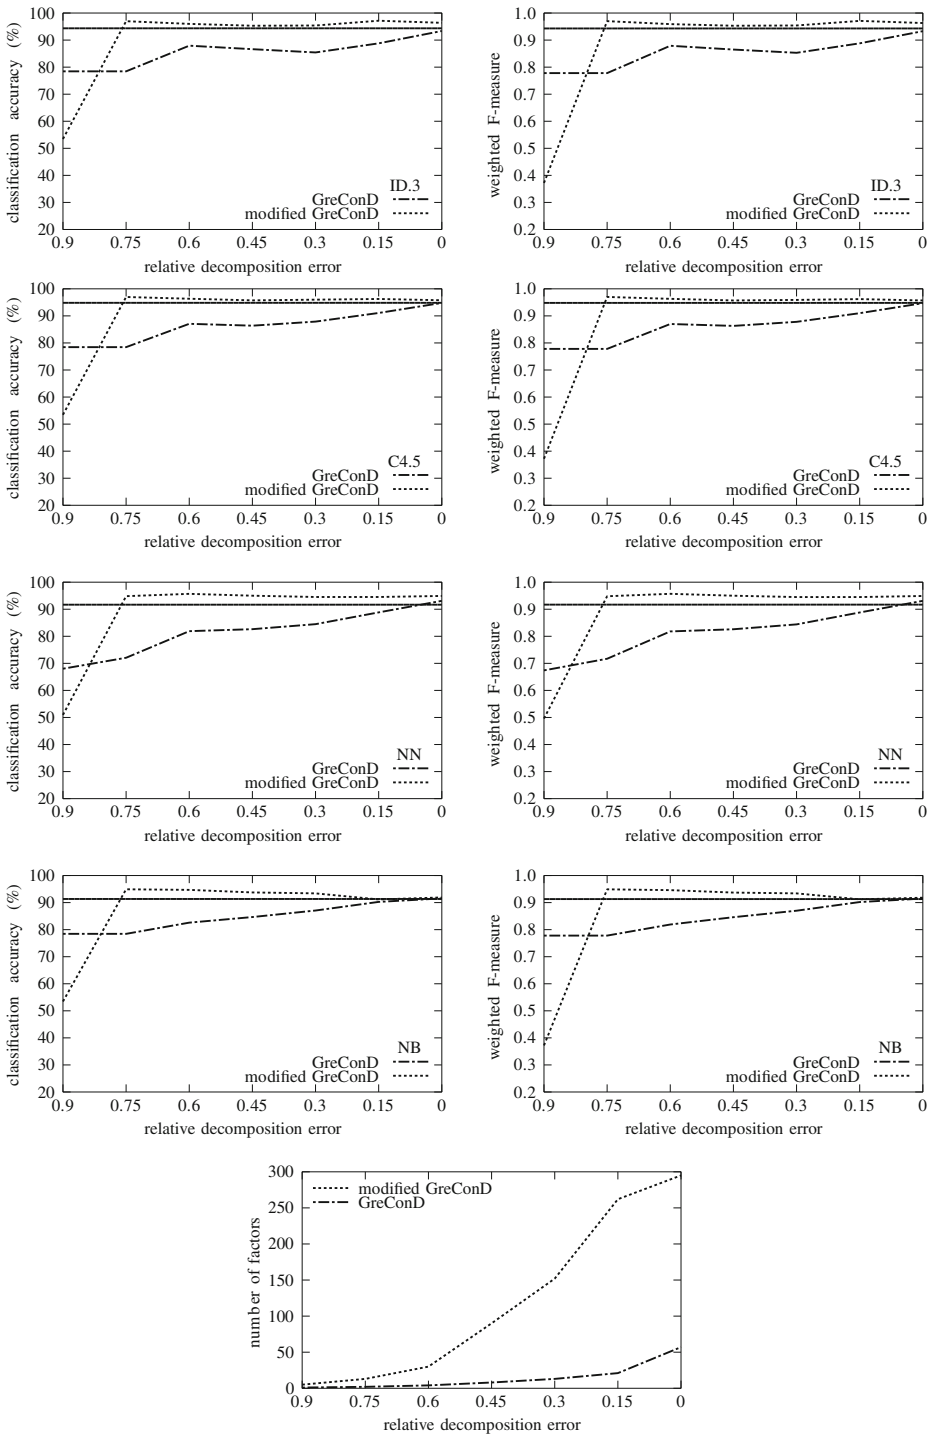 classification accuracy (%)
100
90
80
70
60
50
40
30
20
ID.3
GreConD
modified GreConD
0.9 0.75 0.6 0.45 0.3 0.15 0
relative decomposition error
weighted F-measure
1.0
0.9
0.8
0.7
0.6
0.5
0.4
0.3
0.2
ID.3
GreConD
modified GreConD
0.9 0.75 0.6 0.45 0.3 0.15 0
relative decomposition error
classification accuracy (%)
100
90
80
70
60
50
40
30
20
C4.5
GreConD
modified GreConD
0.9 0.75 0.6 0.45 0.3 0.15 0
relative decomposition error
weighted F-measure
1.0
0.9
0.8
0.7
0.6
0.5
0.4
0.3
0.2
C4.5
GreConD
modified GreConD
0.9 0.75 0.6 0.45 0.3 0.15 0
relative decomposition error
classification accuracy (%)
100
90
80
70
60
50
40
30
20
NN
GreConD
modified GreConD
0.9 0.75 0.6 0.45 0.3 0.15 0
relative decomposition error
weighted F-measure
1.0
0.9
0.8
0.7
0.6
0.5
0.4
0.3
0.2
NN
GreConD
modified GreConD
0.9 0.75 0.6 0.45 0.3 0.15 0
relative decomposition error
classification accuracy (%)
100
90
80
70
60
50
40
30
20
NB
GreConD
modified GreConD
0.9 0.75 0.6 0.45 0.3 0.15 0
relative decomposition error
weighted F-measure
1.0
0.9
0.8
0.7
0.6
0.5
0.4
0.3
0.2
NB
GreConD
modified GreConD
0.9 0.75 0.6 0.45 0.3 0.15 0
relative decomposition error
number of factors
300
250
200
150
100
50
0
modified GreConD
GreConD
0.9 0.75 0.6 0.45 0.3 0.15 0
relative decomposition error